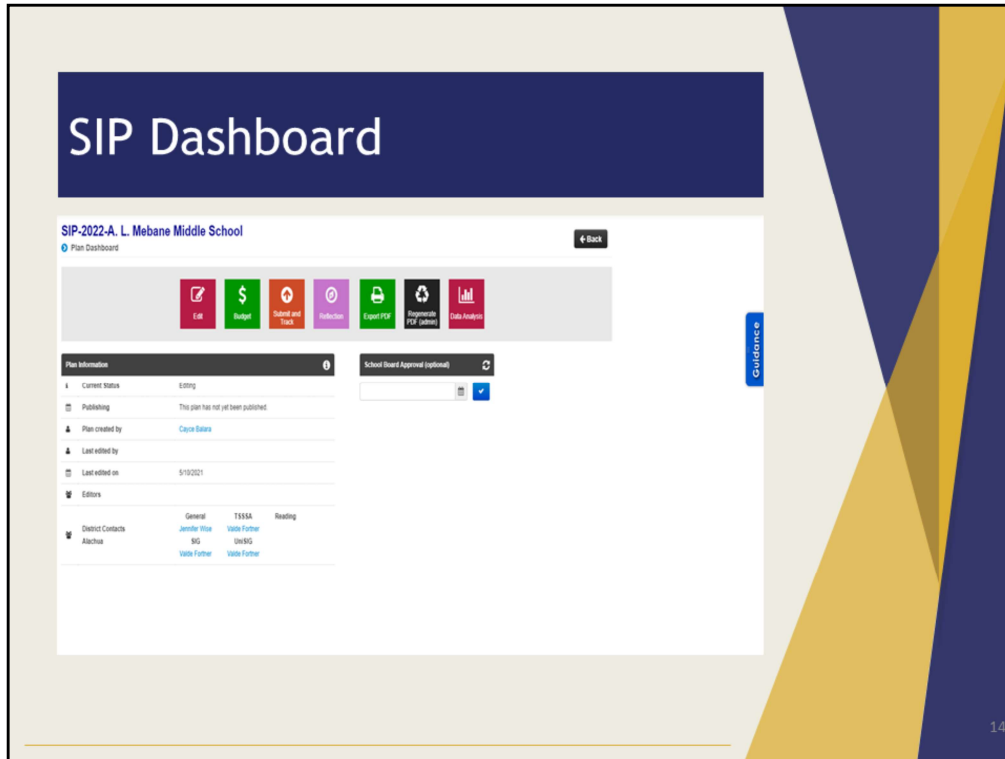 SIP Dashboard
SIP-2022-A. L. Mebane Middle School
Plan Dashboard
← Back
Edit
Budget
Submit and Track
Reflection
Export PDF
Regenerate PDF (admin)
Data Analysis
Guidance
Plan Information
School Board Approval (optional)
Current Status Editing
Publishing This plan has not yet been published.
Plan created by Cayce Balara
Last edited by
Last edited on 5/10/2021
Editors
District Contacts
Alachua
General TSSSA Reading
Jennifer Wise Valde Fortner
SIG UniSIG
Valde Fortner Valde Fortner
14